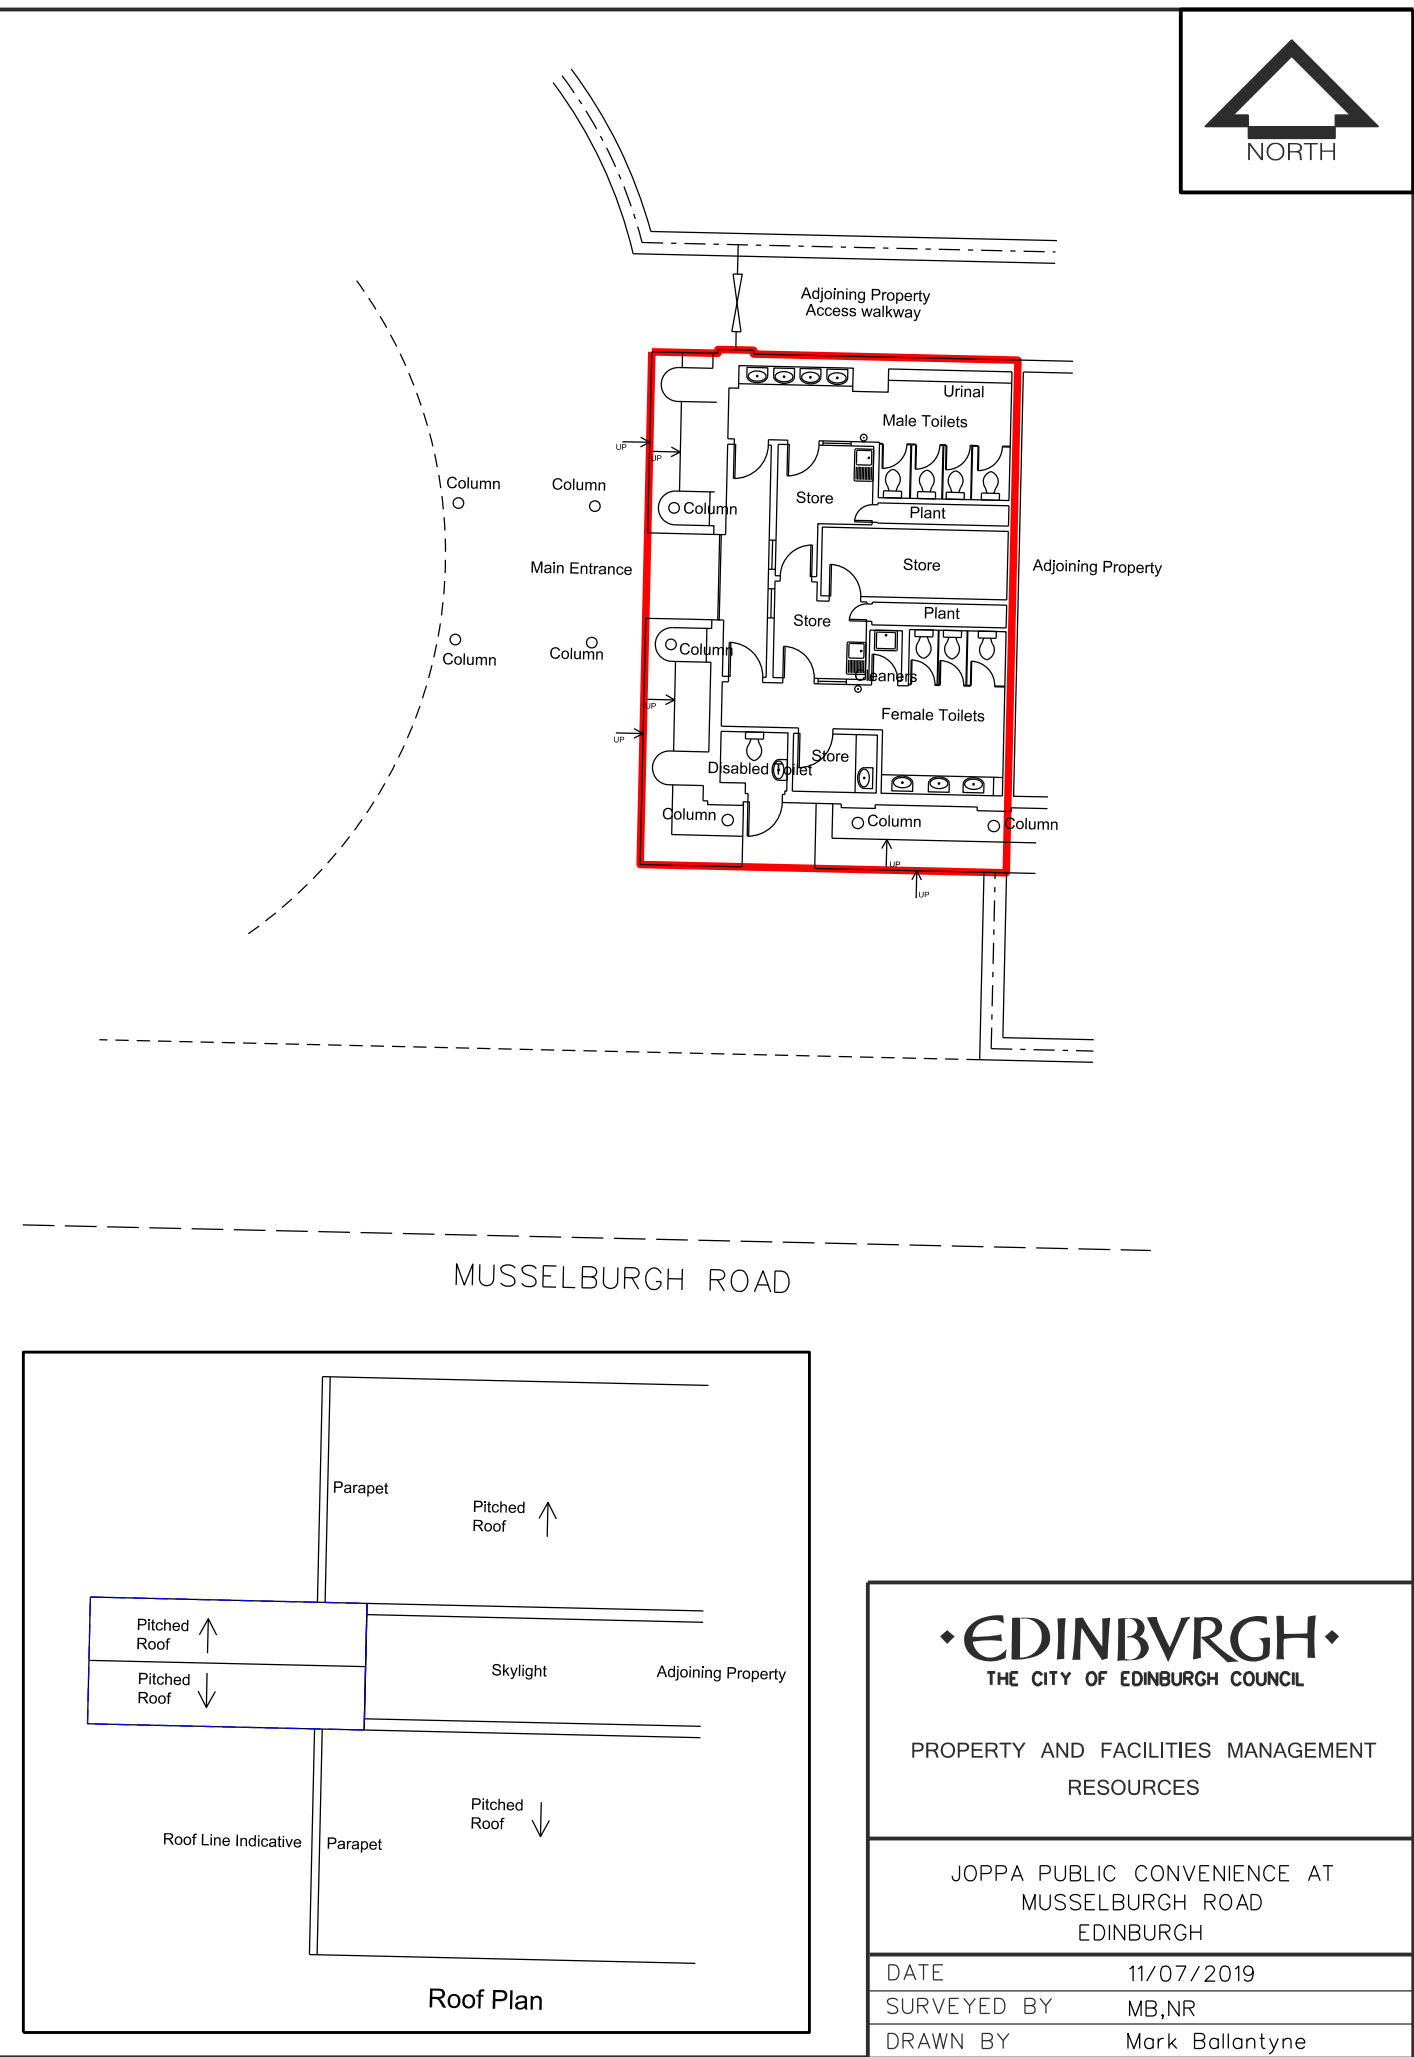 NORTH
Adjoining Property
Access walkway
Urinal
Male Toilets
UP
UP
Column
Column
Column
Store
Plant
Main Entrance
Store
Adjoining Property
Store
Plant
Column
Column
Column
Cleaners
UP
UP
Female Toilets
Disabled Toilet
Store
Column
Column
Column
UP
UP
MUSSELBURGH ROAD
Parapet
Pitched
Roof
Pitched
Roof
Pitched
Roof
Skylight
Adjoining Property
Pitched
Roof
Roof Line Indicative
Parapet
Roof Plan
EDINBVRGH
THE CITY OF EDINBURGH COUNCIL
PROPERTY AND FACILITIES MANAGEMENT
RESOURCES
JOPPA PUBLIC CONVENIENCE AT
MUSSELBURGH ROAD
EDINBURGH
DATE 11/07/2019
SURVEYED BY MB,NR
DRAWN BY Mark Ballantyne